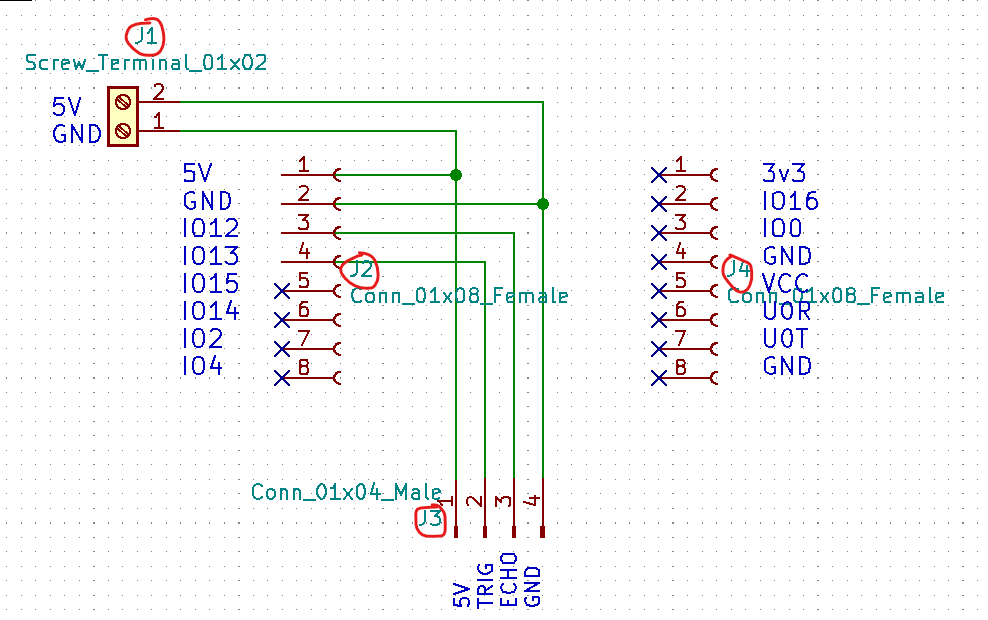 J1
Screw_Terminal_01x02
5V 2
GND 1
5V 1
GND 2
IO12 3
IO13 4
IO15 5
IO14 6
IO2 7
IO4 8
J2
Conn_01x08_Female
1 3v3
2 IO16
3 IO0
4 GND
5 VCC
6 U0R
7 U0T
8 GND
J4
Conn_01x08_Female
Conn_01x04_Male
J3
1 2 3 4
5V
TRIG
ECHO
GND